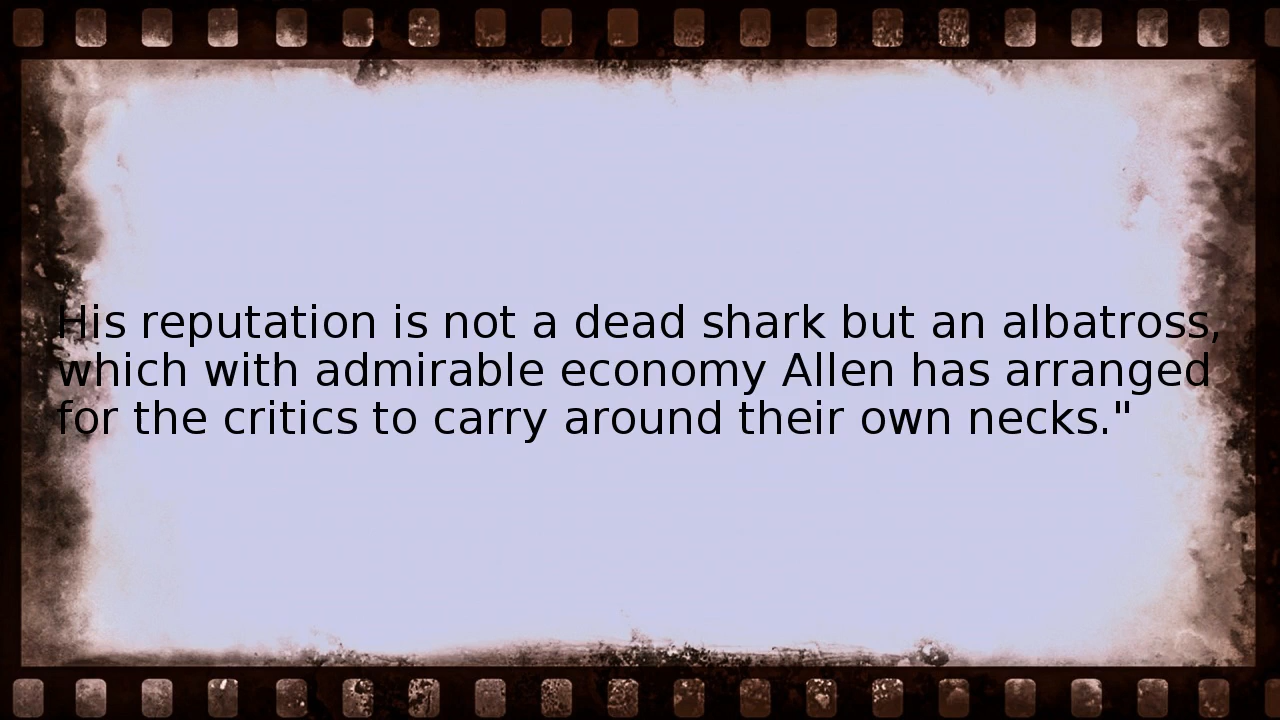 His reputation is not a dead shark but an albatross,
which with admirable economy Allen has arranged
for the critics to carry around their own necks."